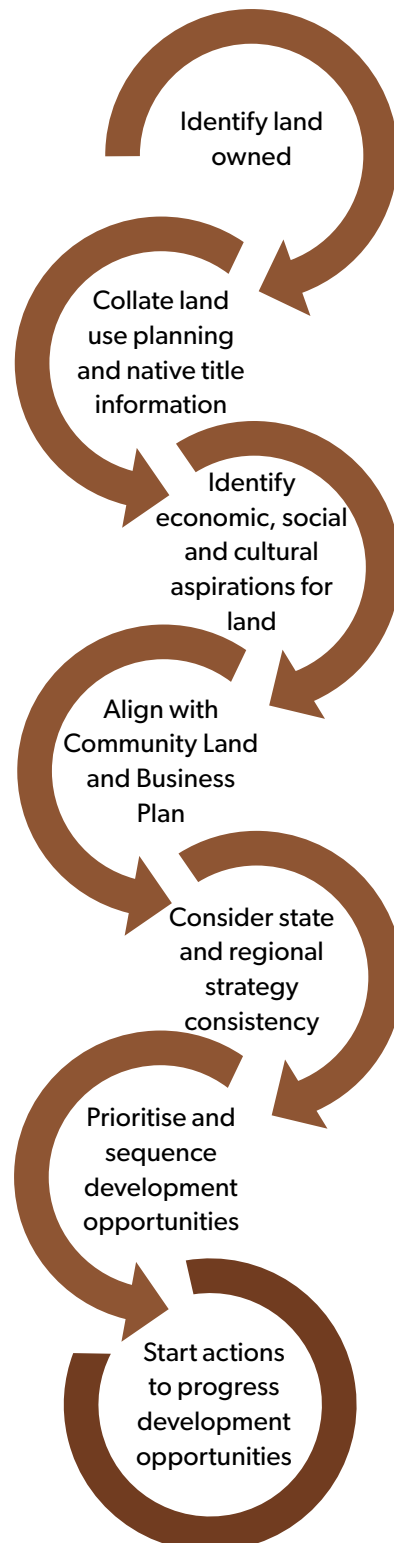 Identify land
owned
Collate land
use planning
and native title
information
Identify
economic, social
and cultural
aspirations for
land
Align with
Community Land
and Business
Plan
Consider state
and regional
strategy
consistency
Prioritise and
sequence
development
opportunities
Start actions
to progress
development
opportunities